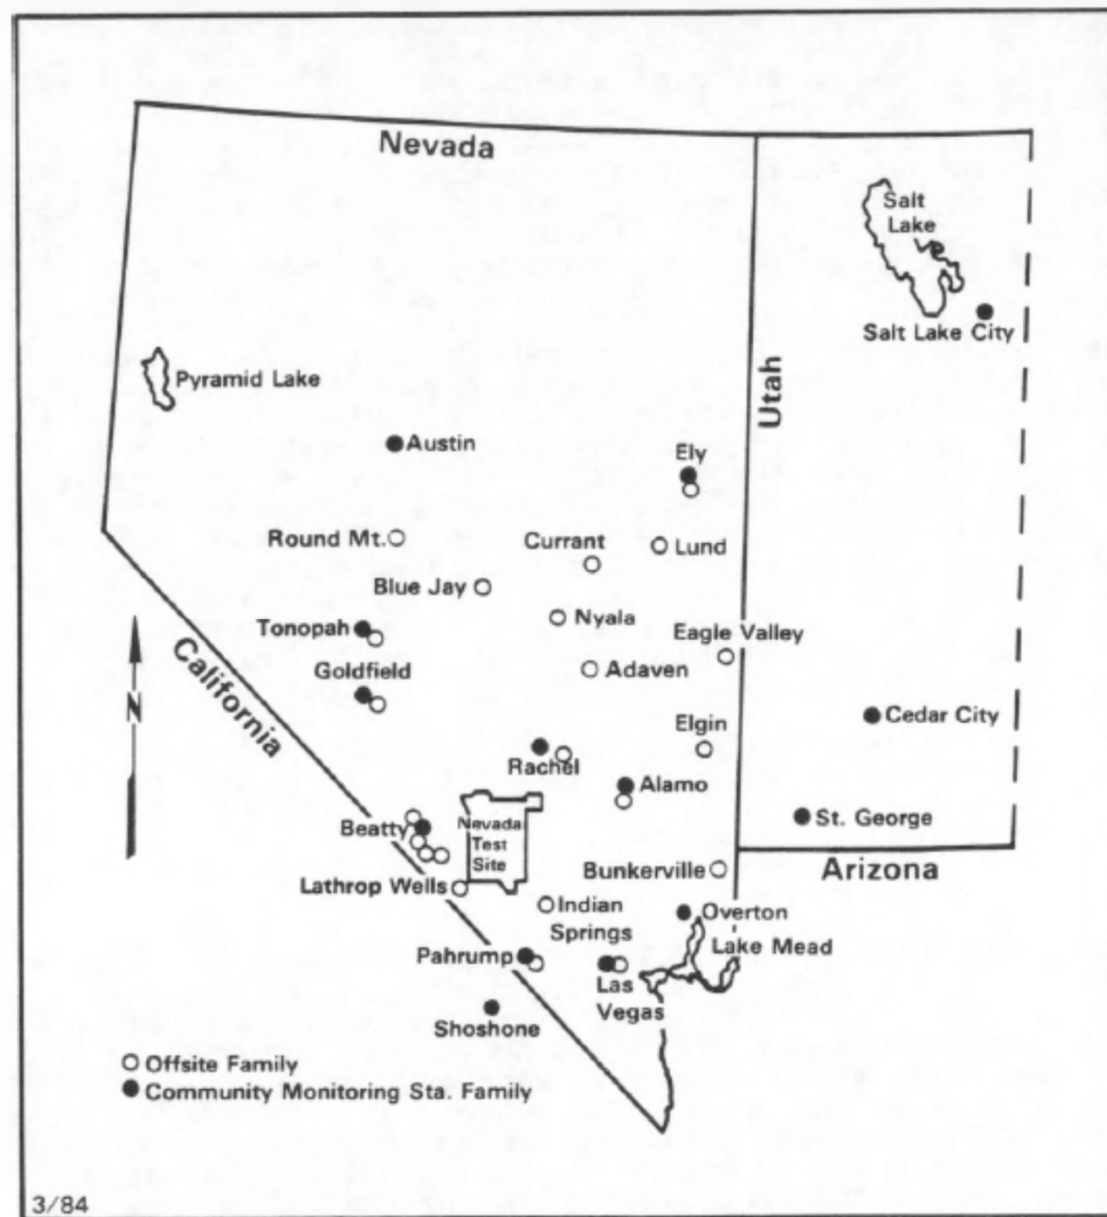 Nevada
Salt
Lake
Salt Lake City
Utah
Pyramid Lake
Austin
Ely
Round Mt.
Currant
Lund
Blue Jay
Nyala
Tonopah
Eagle Valley
California
Goldfield
Adaven
N
Cedar City
Elgin
Rachel
Alamo
Beatty
Nevada
Test
Site
St. George
Bunkerville
Arizona
Lathrop Wells
Indian
Springs
Overton
Lake Mead
Pahrump
Las
Vegas
Shoshone
Offsite Family
Community Monitoring Sta. Family
3/84